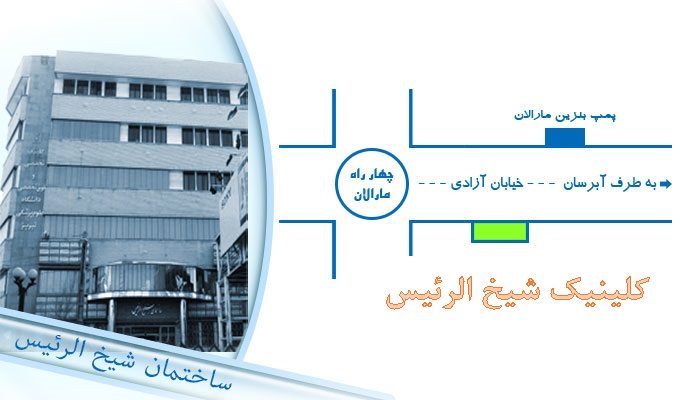 پمپ بنزین مارالان
چهار راه
مارالان
به طرف آبرسان - - - خیابان آزادی - - -
کلینیک شیخ الرئیس
ساختمان شیخ الرئیس